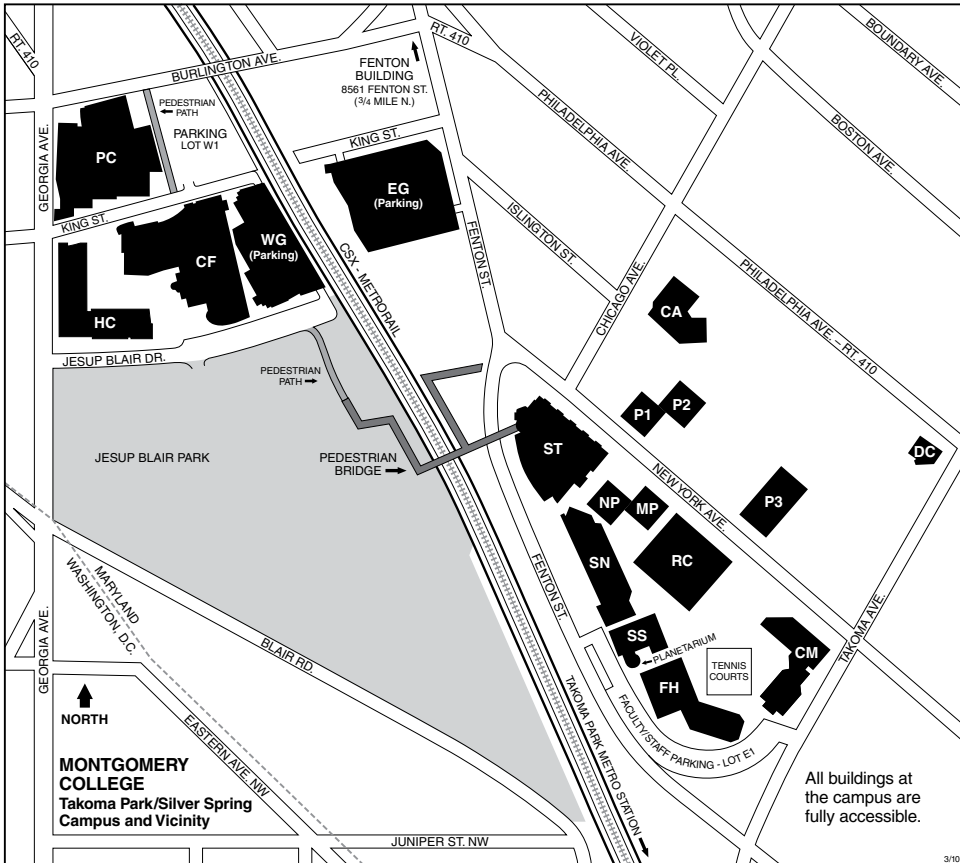 RT. 410
BURLINGTON AVE.
FENTON
BUILDING
8561 FENTON ST.
(3/4 MILE N.)
RT. 410
VIOLET PL.
BOUNDARY AVE.
PHILADELPHIA AVE.
BOSTON AVE.
GEORGIA AVE.
PC
PEDESTRIAN
PATH
PARKING
LOT W1
KING ST.
EG
(Parking)
KING ST.
CF
WG
(Parking)
HC
CSX - METRORAIL
FENTON ST.
ISLINGTON ST.
CHICAGO AVE.
CA
PHILADELPHIA AVE. – RT. 410
JESUP BLAIR DR.
PEDESTRIAN
PATH
P1
P2
DC
JESUP BLAIR PARK
PEDESTRIAN
BRIDGE
ST
NEW YORK AVE.
P3
NP
MP
SN
RC
FENTON ST.
MARYLAND
WASHINGTON, D.C.
SS
PLANETARIUM
TENNIS
COURTS
CM
TAKOMA AVE.
GEORGIA AVE.
BLAIR RD.
FH
FACULTY/STAFF PARKING - LOT E1
TAKOMA PARK METRO STATION
NORTH
EASTERN AVE. NW
MONTGOMERY
COLLEGE
Takoma Park/Silver Spring
Campus and Vicinity
JUNIPER ST. NW
All buildings at
the campus are
fully accessible.
3/10